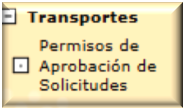 Transportes
Permisos de
Aprobación de
Solicitudes